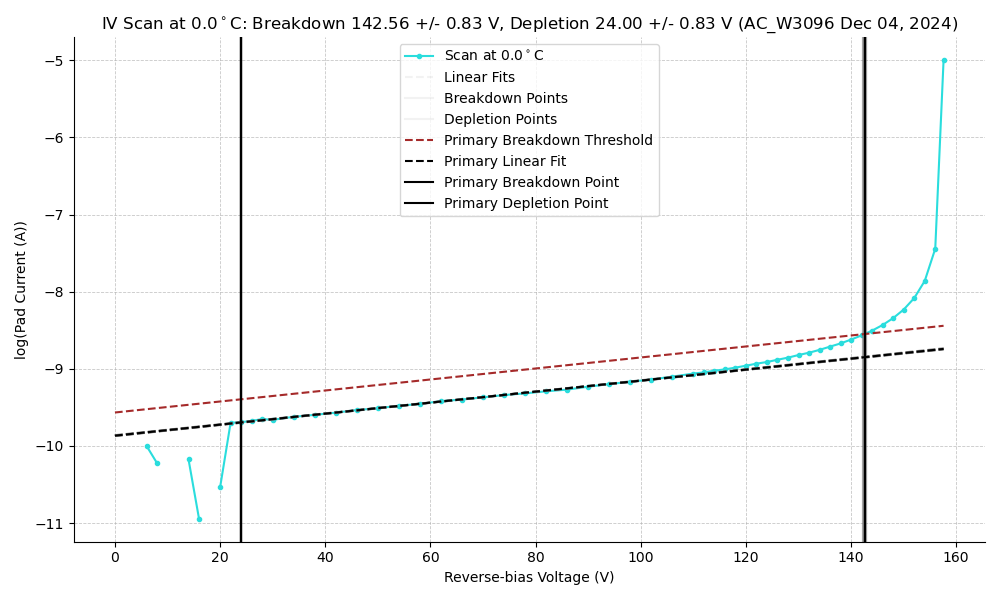 IV Scan at 0.0°C: Breakdown 142.56 +/- 0.83 V, Depletion 24.00 +/- 0.83 V (AC_W3096 Dec 04, 2024)
Scan at 0.0°C
Linear Fits
Breakdown Points
Depletion Points
Primary Breakdown Threshold
Primary Linear Fit
Primary Breakdown Point
Primary Depletion Point
log(Pad Current (A))
−5
−6
−7
−8
−9
−10
−11
0 20 40 60 80 100 120 140 160
Reverse-bias Voltage (V)